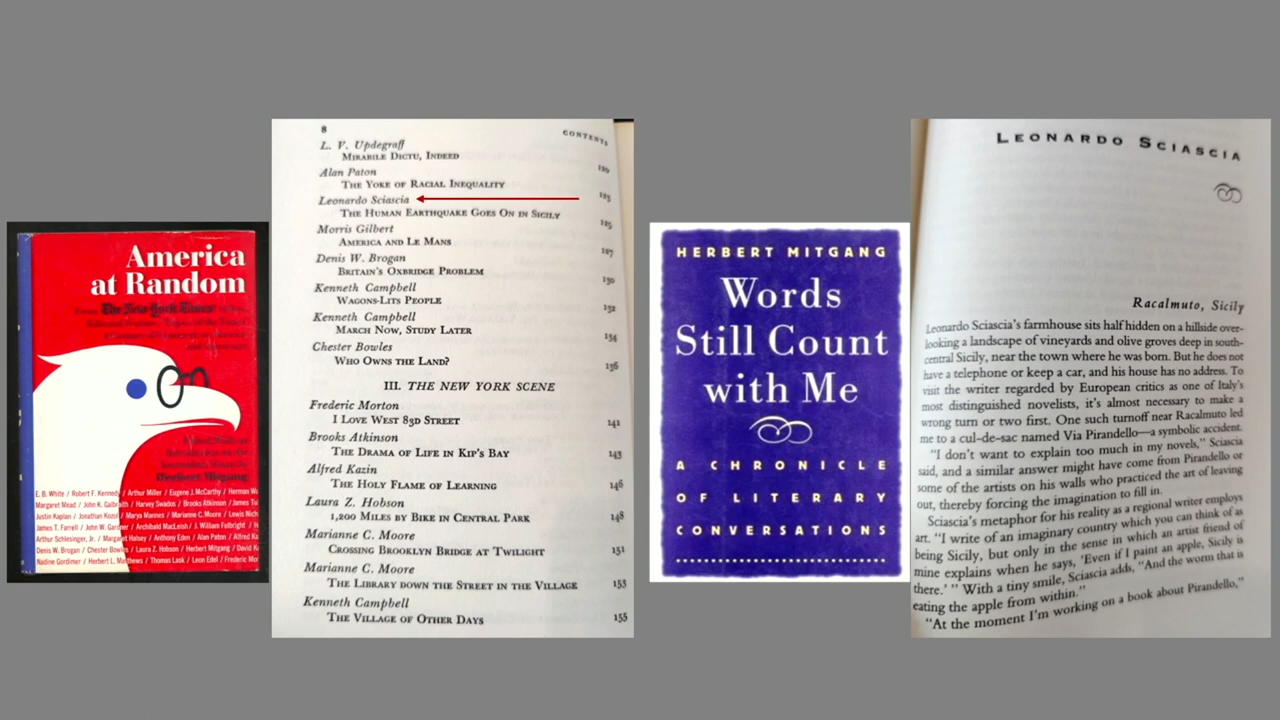 America
at Random
The New York Times
Herbert Mitgang
E. B. White / Robert F. Kennedy / Arthur Miller / Eugene J. McCarthy / Herman
Margaret Mead / John K. Galbraith / Harvey Swados / Brooks Atkinson / James
Justin Kaplan / Jonathan Kozol / Marya Mannes / Marianne C. Moore / Lewis
James T. Farrell / John W. Gardner / Archibald MacLeish / J. William Fulbright /
Arthur Schlesinger, Jr. / Margaret Halsey / Anthony Eden / Alan Paton / Alfred
Denis W. Brogan / Chester Bowles / Laura Z. Hobson / Herbert Mitgang / David
Nadine Gordimer / Herbert L. Matthews / Thomas Lask / Leon Edel / Frederic
8 CONTENTS
L. V. Updegraff
MIRABILE DICTU, INDEED
Alan Paton 120
THE YOKE OF RACIAL INEQUALITY
Leonardo Sciascia 123
THE HUMAN EARTHQUAKE GOES ON IN SICILY
Morris Gilbert 125
AMERICA AND LE MANS
Denis W. Brogan 127
BRITAIN'S OXBRIDGE PROBLEM
Kenneth Campbell 130
WAGONS-LITS PEOPLE
Kenneth Campbell 132
MARCH NOW, STUDY LATER
Chester Bowles 134
WHO OWNS THE LAND?
136
III. THE NEW YORK SCENE
Frederic Morton
I LOVE WEST 83D STREET 141
Brooks Atkinson
THE DRAMA OF LIFE IN KIP'S BAY 143
Alfred Kazin
THE HOLY FLAME OF LEARNING 146
Laura Z. Hobson
1,200 MILES BY BIKE IN CENTRAL PARK 148
Marianne C. Moore
CROSSING BROOKLYN BRIDGE AT TWILIGHT 151
Marianne C. Moore
THE LIBRARY DOWN THE STREET IN THE VILLAGE 153
Kenneth Campbell
THE VILLAGE OF OTHER DAYS 155
HERBERT MITGANG
Words
Still Count
with Me
A CHRONICLE
OF LITERARY
CONVERSATIONS
LEONARDO SCIASCIA
Racalmuto, Sicily
Leonardo Sciascia's farmhouse sits half hidden on a hillside over-
looking a landscape of vineyards and olive groves deep in south-
central Sicily, near the town where he was born. But he does not
have a telephone or keep a car, and his house has no address. To
visit the writer regarded by European critics as one of Italy's
most distinguished novelists, it's almost necessary to make a
wrong turn or two first. One such turnoff near Racalmuto led
me to a cul-de-sac named Via Pirandello—a symbolic accident.
"I don't want to explain too much in my novels," Sciascia
said, and a similar answer might have come from Pirandello or
some of the artists on his walls who practiced the art of leaving
out, thereby forcing the imagination to fill in.
Sciascia's metaphor for his reality as a regional writer employs
art. "I write of an imaginary country which you can think of as
being Sicily, but only in the sense in which an artist friend of
mine explains when he says, 'Even if I paint an apple, Sicily is
there.' " With a tiny smile, Sciascia adds, "And the worm that is
eating the apple from within."
"At the moment I'm working on a book about Pirandello,"